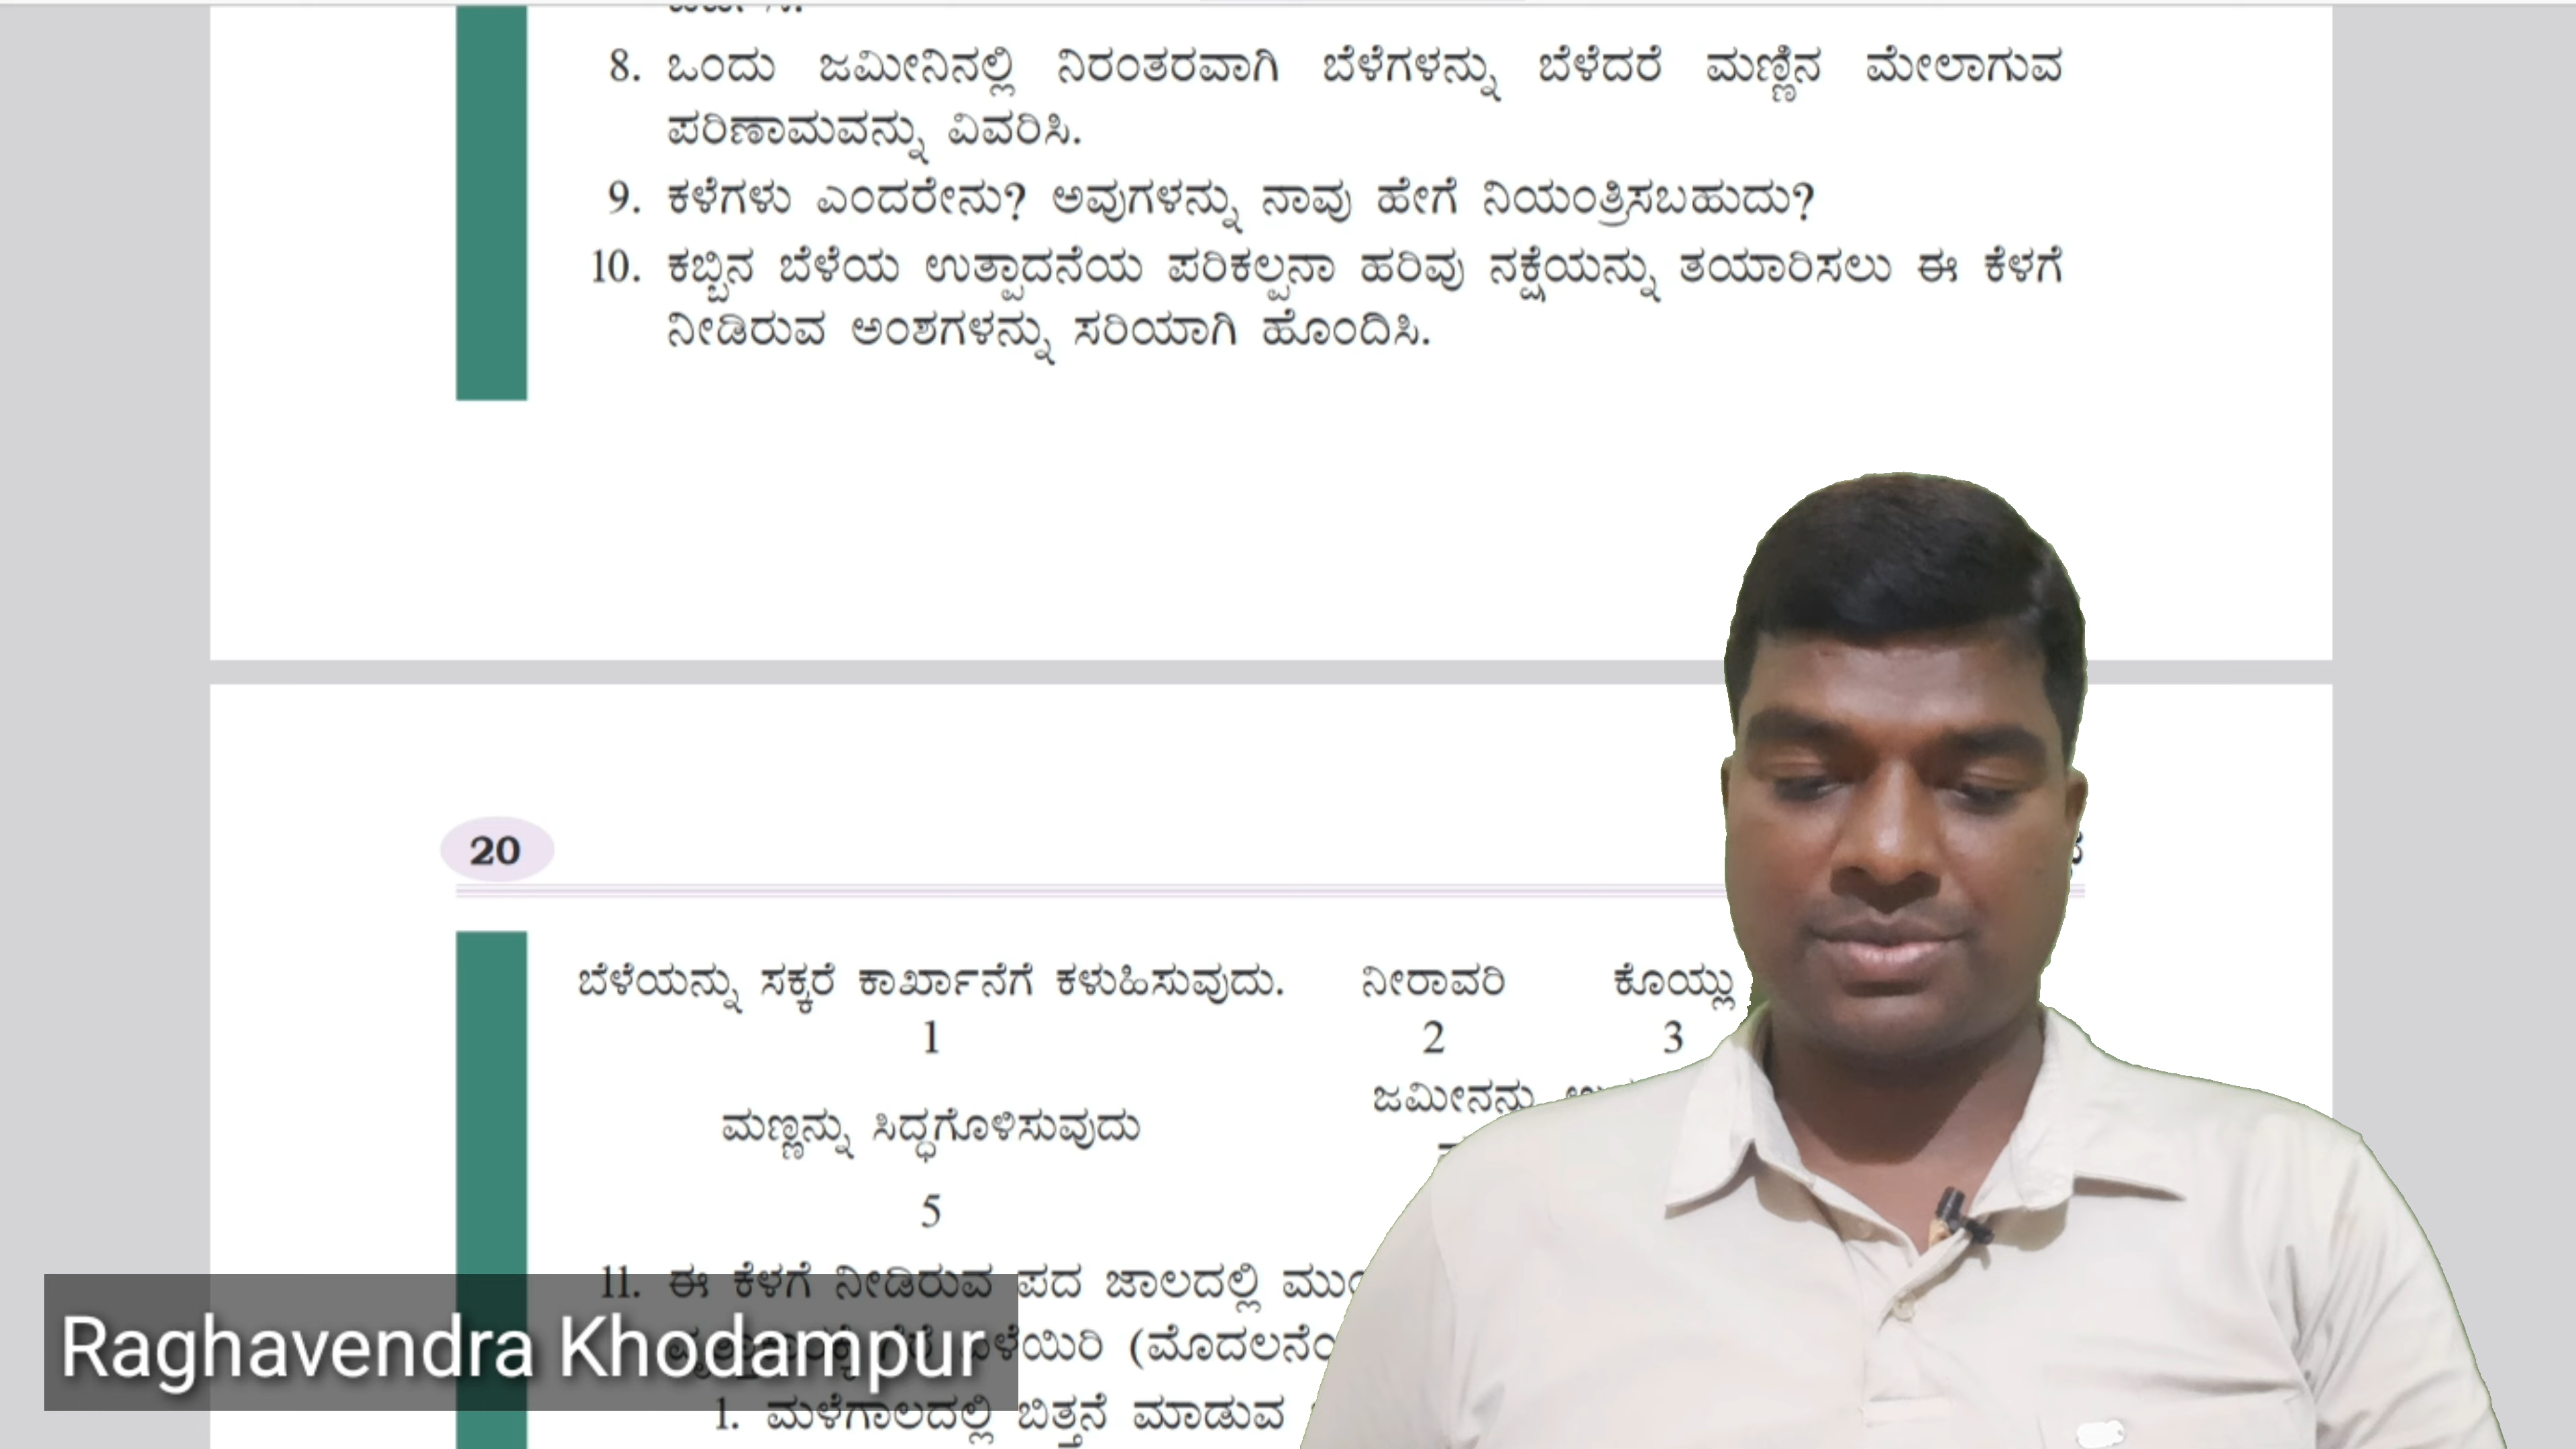 8. ಒಂದು ಜಮೀನಿನಲ್ಲಿ ನಿರಂತರವಾಗಿ ಬೆಳೆಗಳನ್ನು ಬೆಳೆದರೆ ಮಣ್ಣಿನ ಮೇಲಾಗುವ
ಪರಿಣಾಮವನ್ನು ವಿವರಿಸಿ.
9. ಕಳೆಗಳು ಎಂದರೇನು? ಅವುಗಳನ್ನು ನಾವು ಹೇಗೆ ನಿಯಂತ್ರಿಸಬಹುದು?
10. ಕಬ್ಬಿನ ಬೆಳೆಯ ಉತ್ಪಾದನೆಯ ಪರಿಕಲ್ಪನಾ ಹರಿವು ನಕ್ಷೆಯನ್ನು ತಯಾರಿಸಲು ಈ ಕೆಳಗೆ
ನೀಡಿರುವ ಅಂಶಗಳನ್ನು ಸರಿಯಾಗಿ ಹೊಂದಿಸಿ.
20
ಬೆಳೆಯನ್ನು ಸಕ್ಕರೆ ಕಾರ್ಖಾನೆಗೆ ಕಳುಹಿಸುವುದು. ನೀರಾವರಿ ಕೊಯ್ಲು
1 2 3
ಜಮೀನನ್ನು
ಮಣ್ಣನ್ನು ಸಿದ್ಧಗೊಳಿಸುವುದು
5
11. ಈ ಕೆಳಗೆ ನೀಡಿರುವ ಪದ ಜಾಲದಲ್ಲಿ
Raghavendra Khodampur
1. ಮಳೆಗಾಲದಲ್ಲಿ ಬಿತ್ತನೆ ಮಾಡುವ